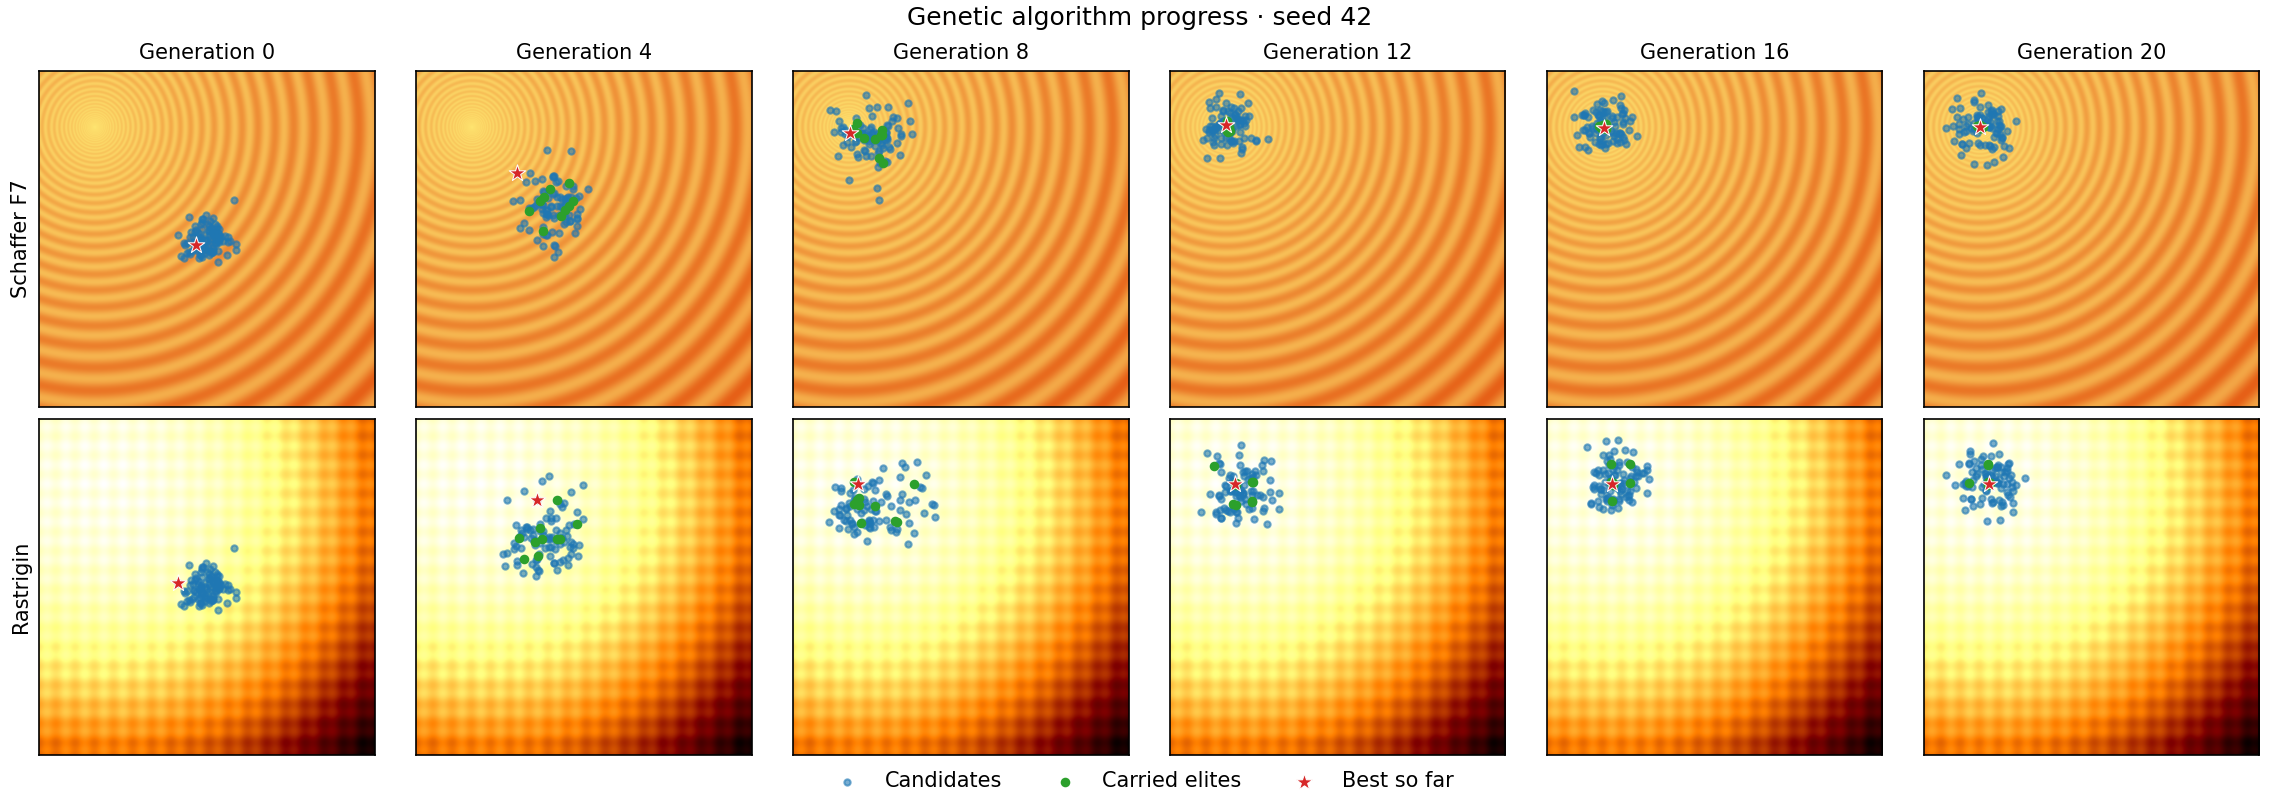 Genetic algorithm progress · seed 42
Generation 0
Generation 4
Generation 8
Generation 12
Generation 16
Generation 20
Schaffer F7
Rastrigin
Candidates
Carried elites
Best so far